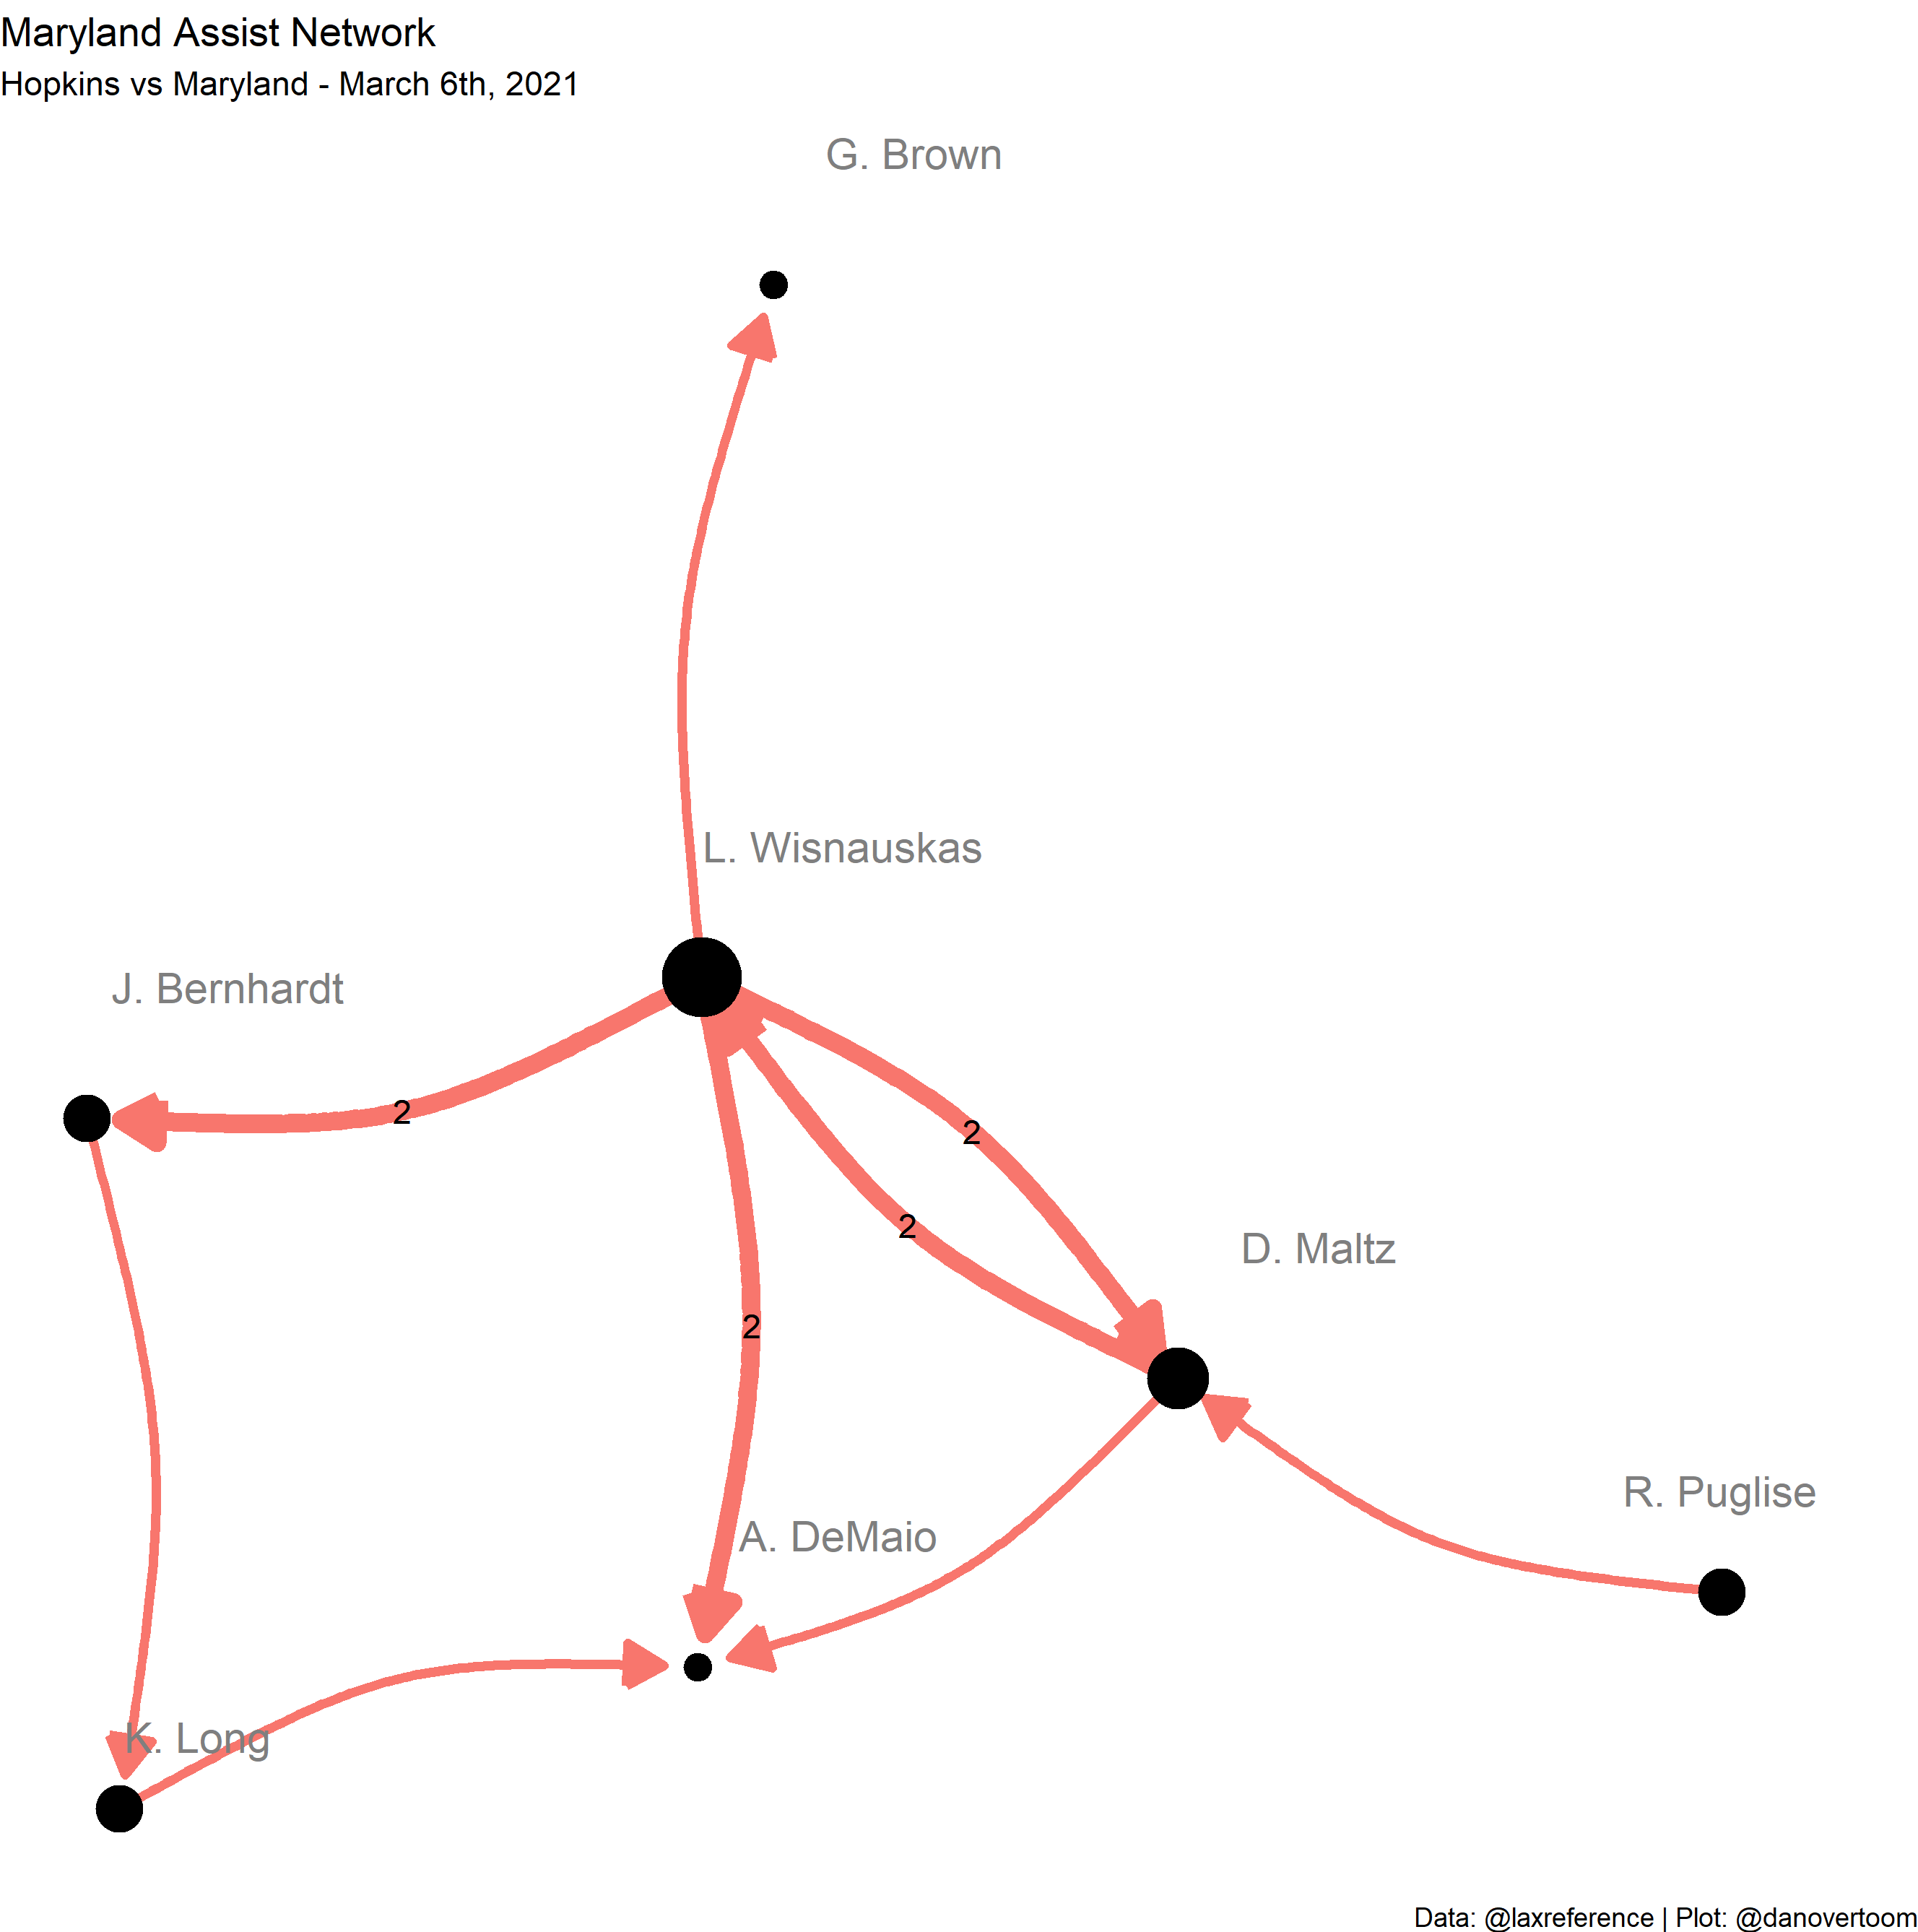 Maryland Assist Network
Hopkins vs Maryland - March 6th, 2021
G. Brown
L. Wisnauskas
J. Bernhardt
2
2
2
D. Maltz
2
R. Puglise
A. DeMaio
K. Long
Data: @laxreference | Plot: @danovertoom